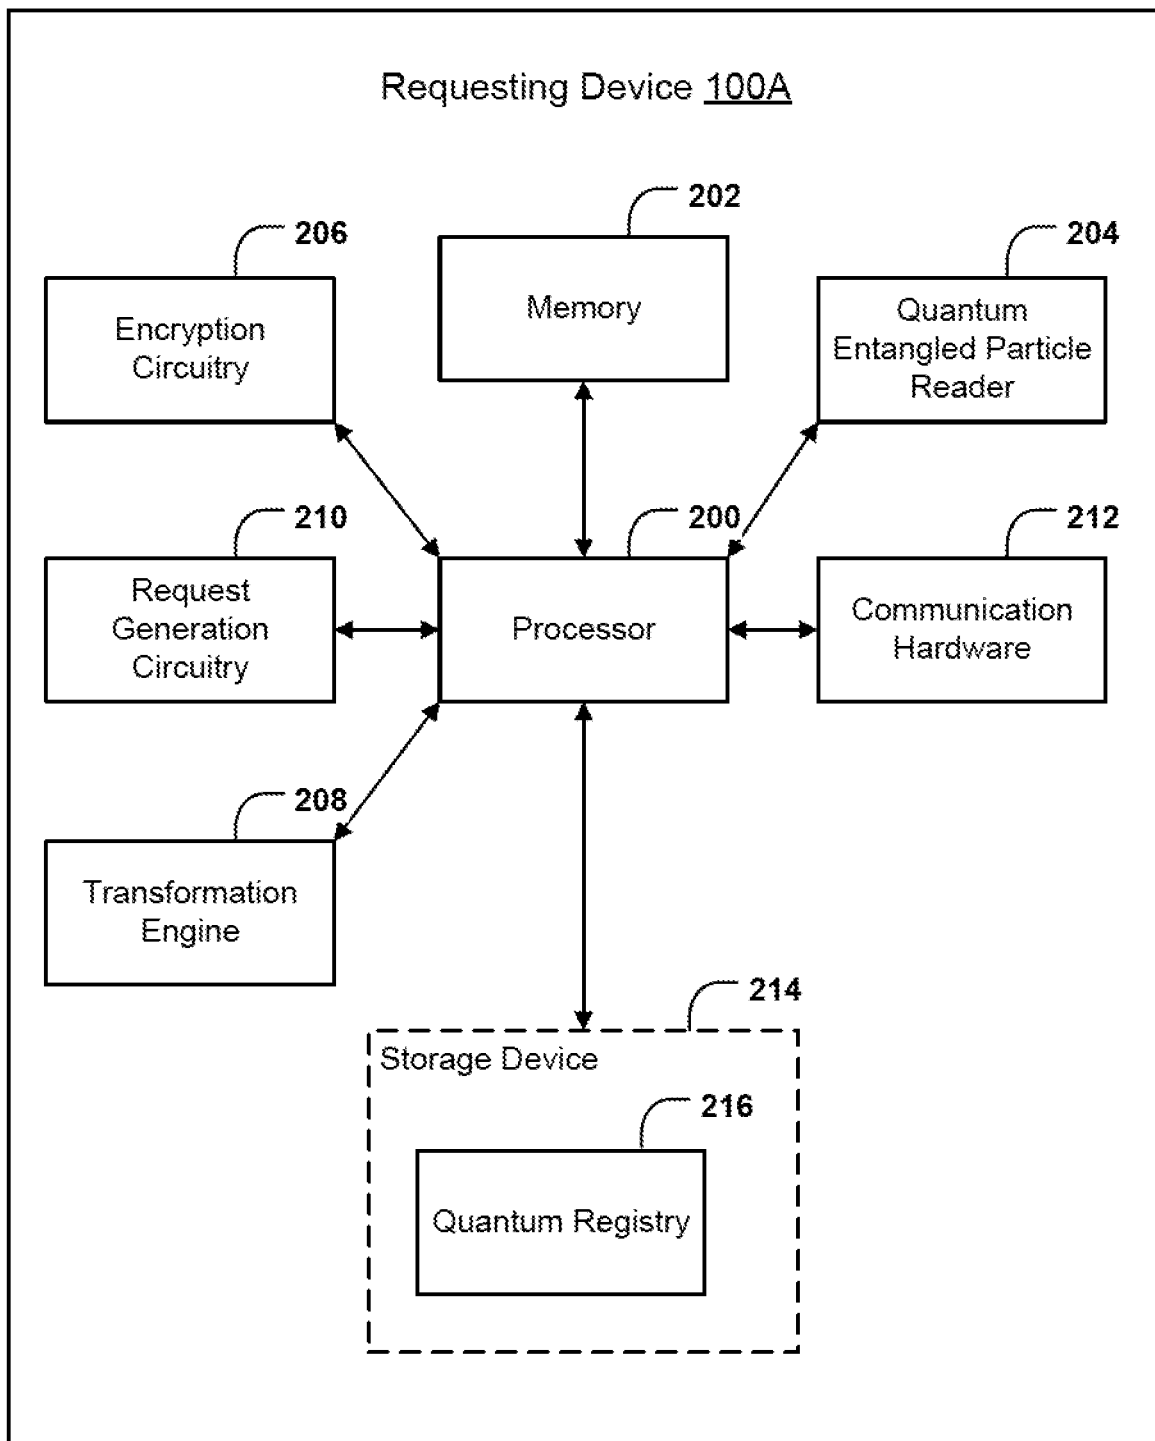 Requesting Device 100A
202
206
204
Memory
Encryption
Circuitry
Quantum
Entangled Particle
Reader
210
200
212
Request
Generation
Circuitry
Processor
Communication
Hardware
208
Transformation
Engine
214
Storage Device
216
Quantum Registry